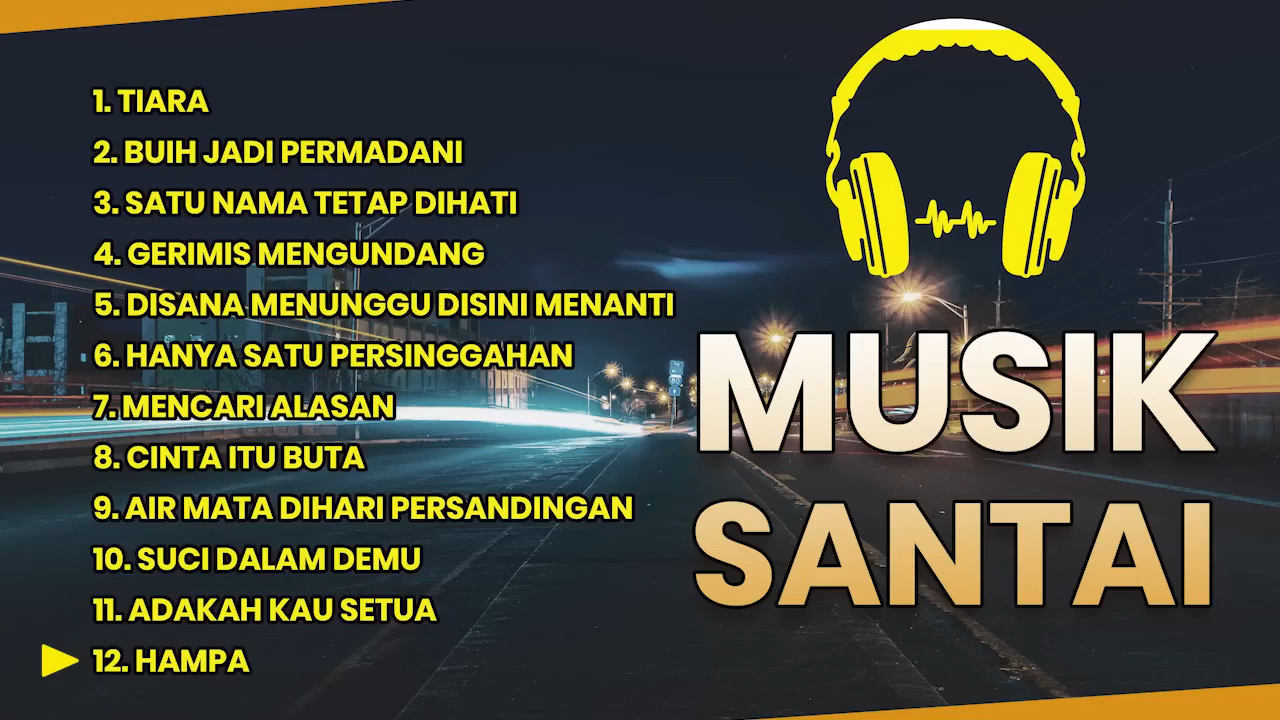 1. TIARA
2. BUIH JADI PERMADANI
3. SATU NAMA TETAP DIHATI
4. GERIMIS MENGUNDANG
5. DISANA MENUNGGU DISINI MENANTI
6. HANYA SATU PERSINGGAHAN
7. MENCARI ALASAN
8. CINTA ITU BUTA
9. AIR MATA DIHARI PERSANDINGAN
10. SUCI DALAM DEMU
11. ADAKAH KAU SETUA
12. HAMPA
MUSIK
SANTAI